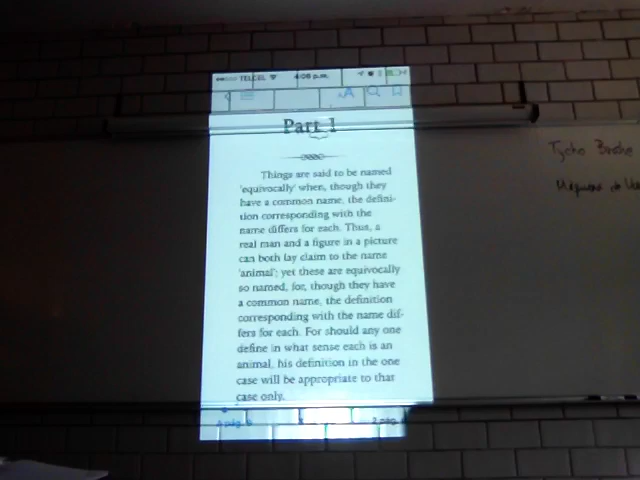 TELCEL 4:06 p.m.
AA
Part 1
Things are said to be named
'equivocally' when, though they
have a common name, the defini-
tion corresponding with the
name differs for each. Thus, a
real man and a figure in a picture
can both lay claim to the name
'animal'; yet these are equivocally
so named, for, though they have
a common name, the definition
corresponding with the name dif-
fers for each. For should any one
define in what sense each is an
animal, his definition in the one
case will be appropriate to that
case only.
Tycho Brahe